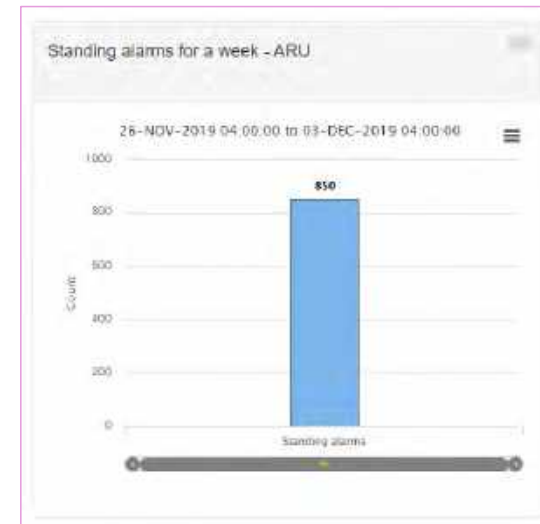 Standing alarms for a week - ARU
26-NOV-2019 04:00:00 to 03-DEC-2019 04:00:00
1000
850
800
600
Count
400
200
0
Standing alarms